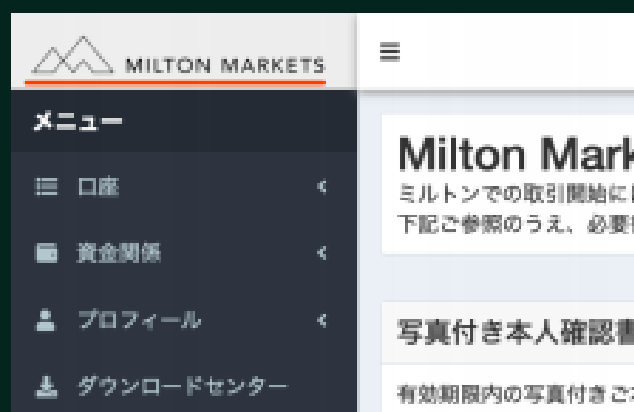 MILTON MARKETS
メニュー
口座
資金関係
プロフィール
ダウンロードセンター
Milton Mark
ミルトンでの取引開始に
下記ご参照のうえ、必要
写真付き本人確認書
有効期限内の写真付きご